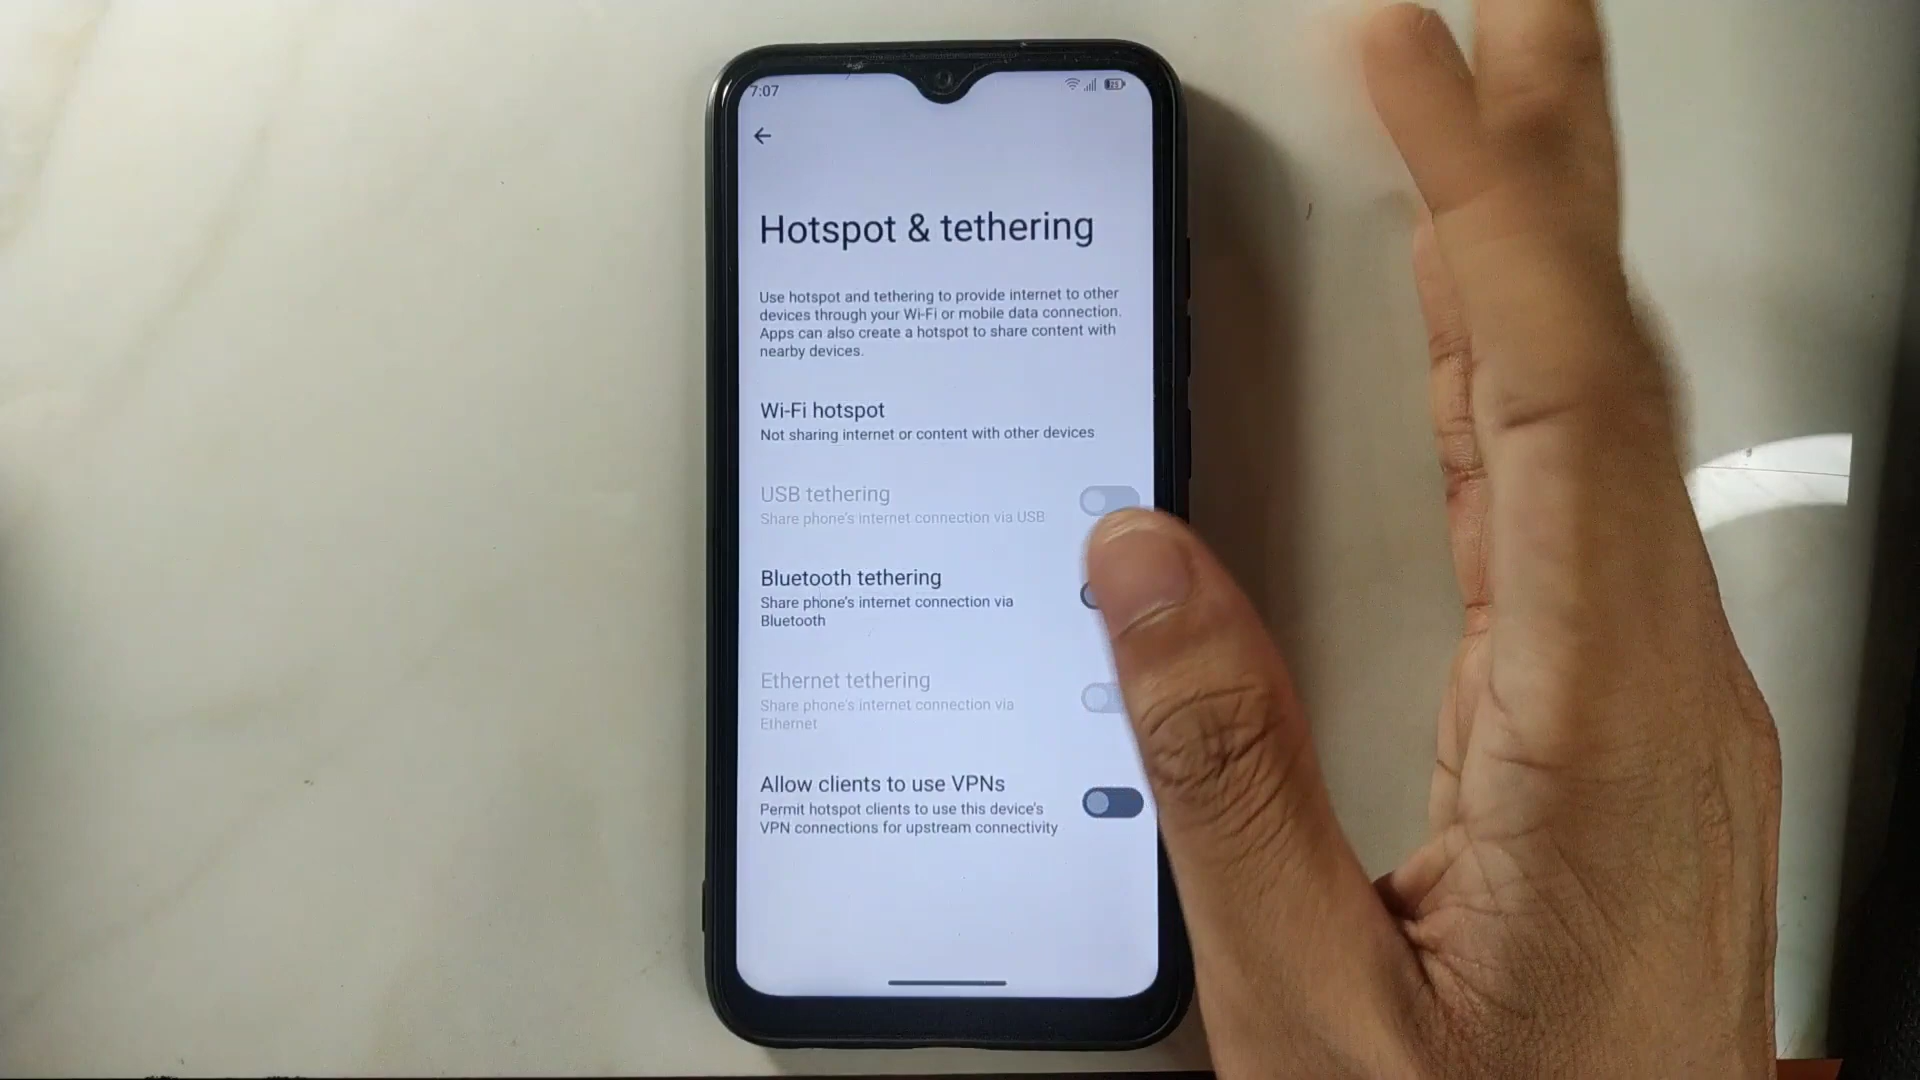 7:07
25
Hotspot & tethering
Use hotspot and tethering to provide internet to other
devices through your Wi-Fi or mobile data connection.
Apps can also create a hotspot to share content with
nearby devices.
Wi-Fi hotspot
Not sharing internet or content with other devices
USB tethering
Share phone's internet connection via USB
Bluetooth tethering
Share phone's internet connection via
Bluetooth
Ethernet tethering
Share phone's internet connection via
Ethernet
Allow clients to use VPNs
Permit hotspot clients to use this device's
VPN connections for upstream connectivity